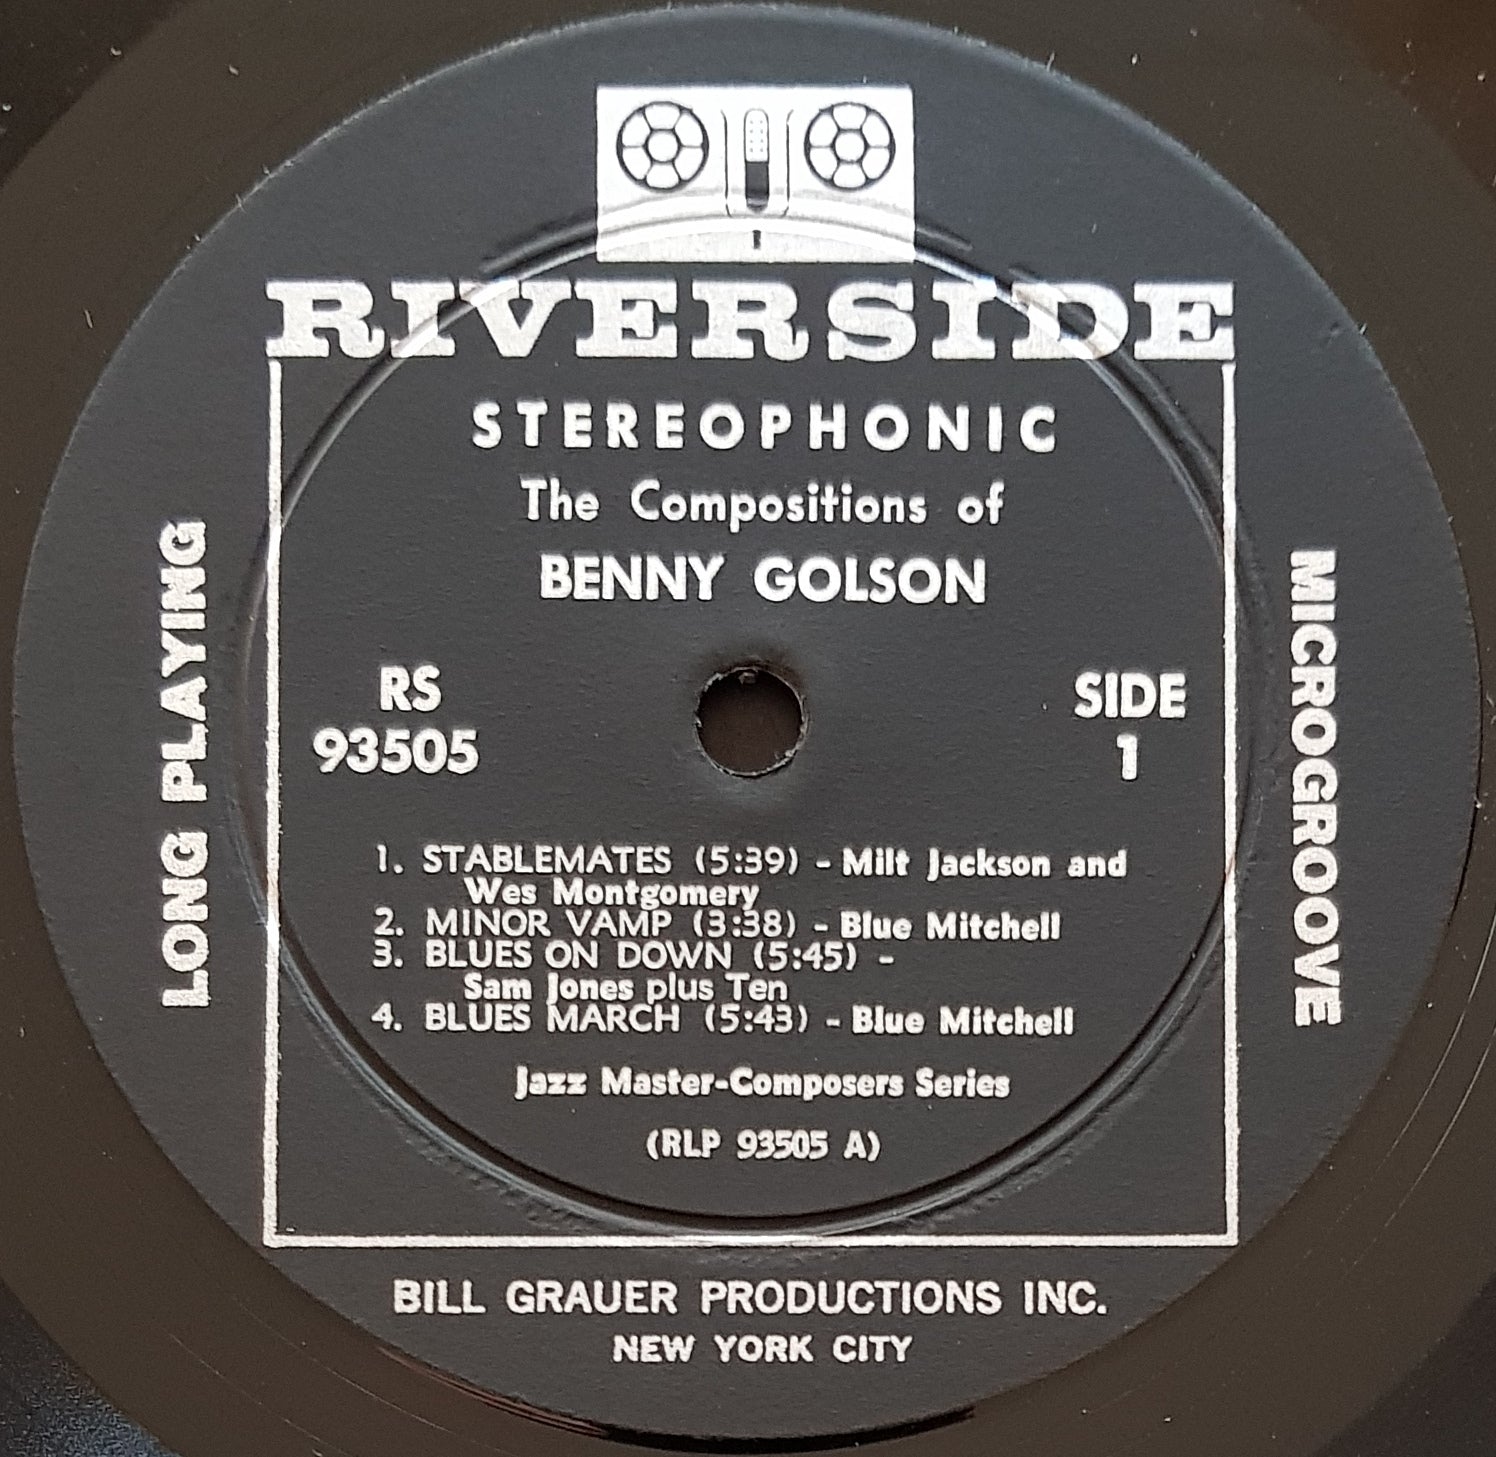 RIVERSIDE
STEREOPHONIC
The Compositions of
BENNY GOLSON
RS
93505
SIDE
1
LONG PLAYING
MICROGROOVE
1. STABLEMATES (5:39) - Milt Jackson and
Wes Montgomery
2. MINOR VAMP (3:38) - Blue Mitchell
3. BLUES ON DOWN (5:45) -
Sam Jones plus Ten
4. BLUES MARCH (5:43) - Blue Mitchell
Jazz Master-Composers Series
(RLP 93505 A)
BILL GRAUER PRODUCTIONS INC.
NEW YORK CITY